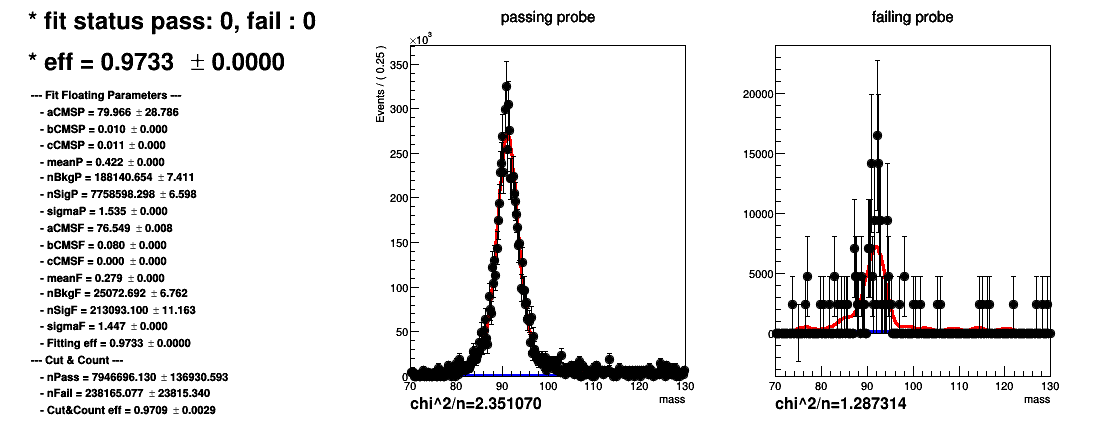 * fit status pass: 0, fail : 0
* eff = 0.9733 ± 0.0000
--- Fit Floating Parameters ---
- aCMSP = 79.966 ± 28.786
- bCMSP = 0.010 ± 0.000
- cCMSP = 0.011 ± 0.000
- meanP = 0.422 ± 0.000
- nBkgP = 188140.654 ± 7.411
- nSigP = 7758598.298 ± 6.598
- sigmaP = 1.535 ± 0.000
- aCMSF = 76.549 ± 0.008
- bCMSF = 0.080 ± 0.000
- cCMSF = 0.000 ± 0.000
- meanF = 0.279 ± 0.000
- nBkgF = 25072.692 ± 6.762
- nSigF = 213093.100 ± 11.163
- sigmaF = 1.447 ± 0.000
- Fitting eff = 0.9733 ± 0.0000
--- Cut & Count ---
- nPass = 7946696.130 ± 136930.593
- nFail = 238165.077 ± 23815.340
- Cut&Count eff = 0.9709 ± 0.0029
passing probe
×10³
Events / ( 0.25 )
350
300
250
200
150
100
50
0
70 80 90 100 110 120 130
mass
chi^2/n=2.351070
failing probe
20000
15000
10000
5000
0
70 80 90 100 110 120 130
mass
chi^2/n=1.287314